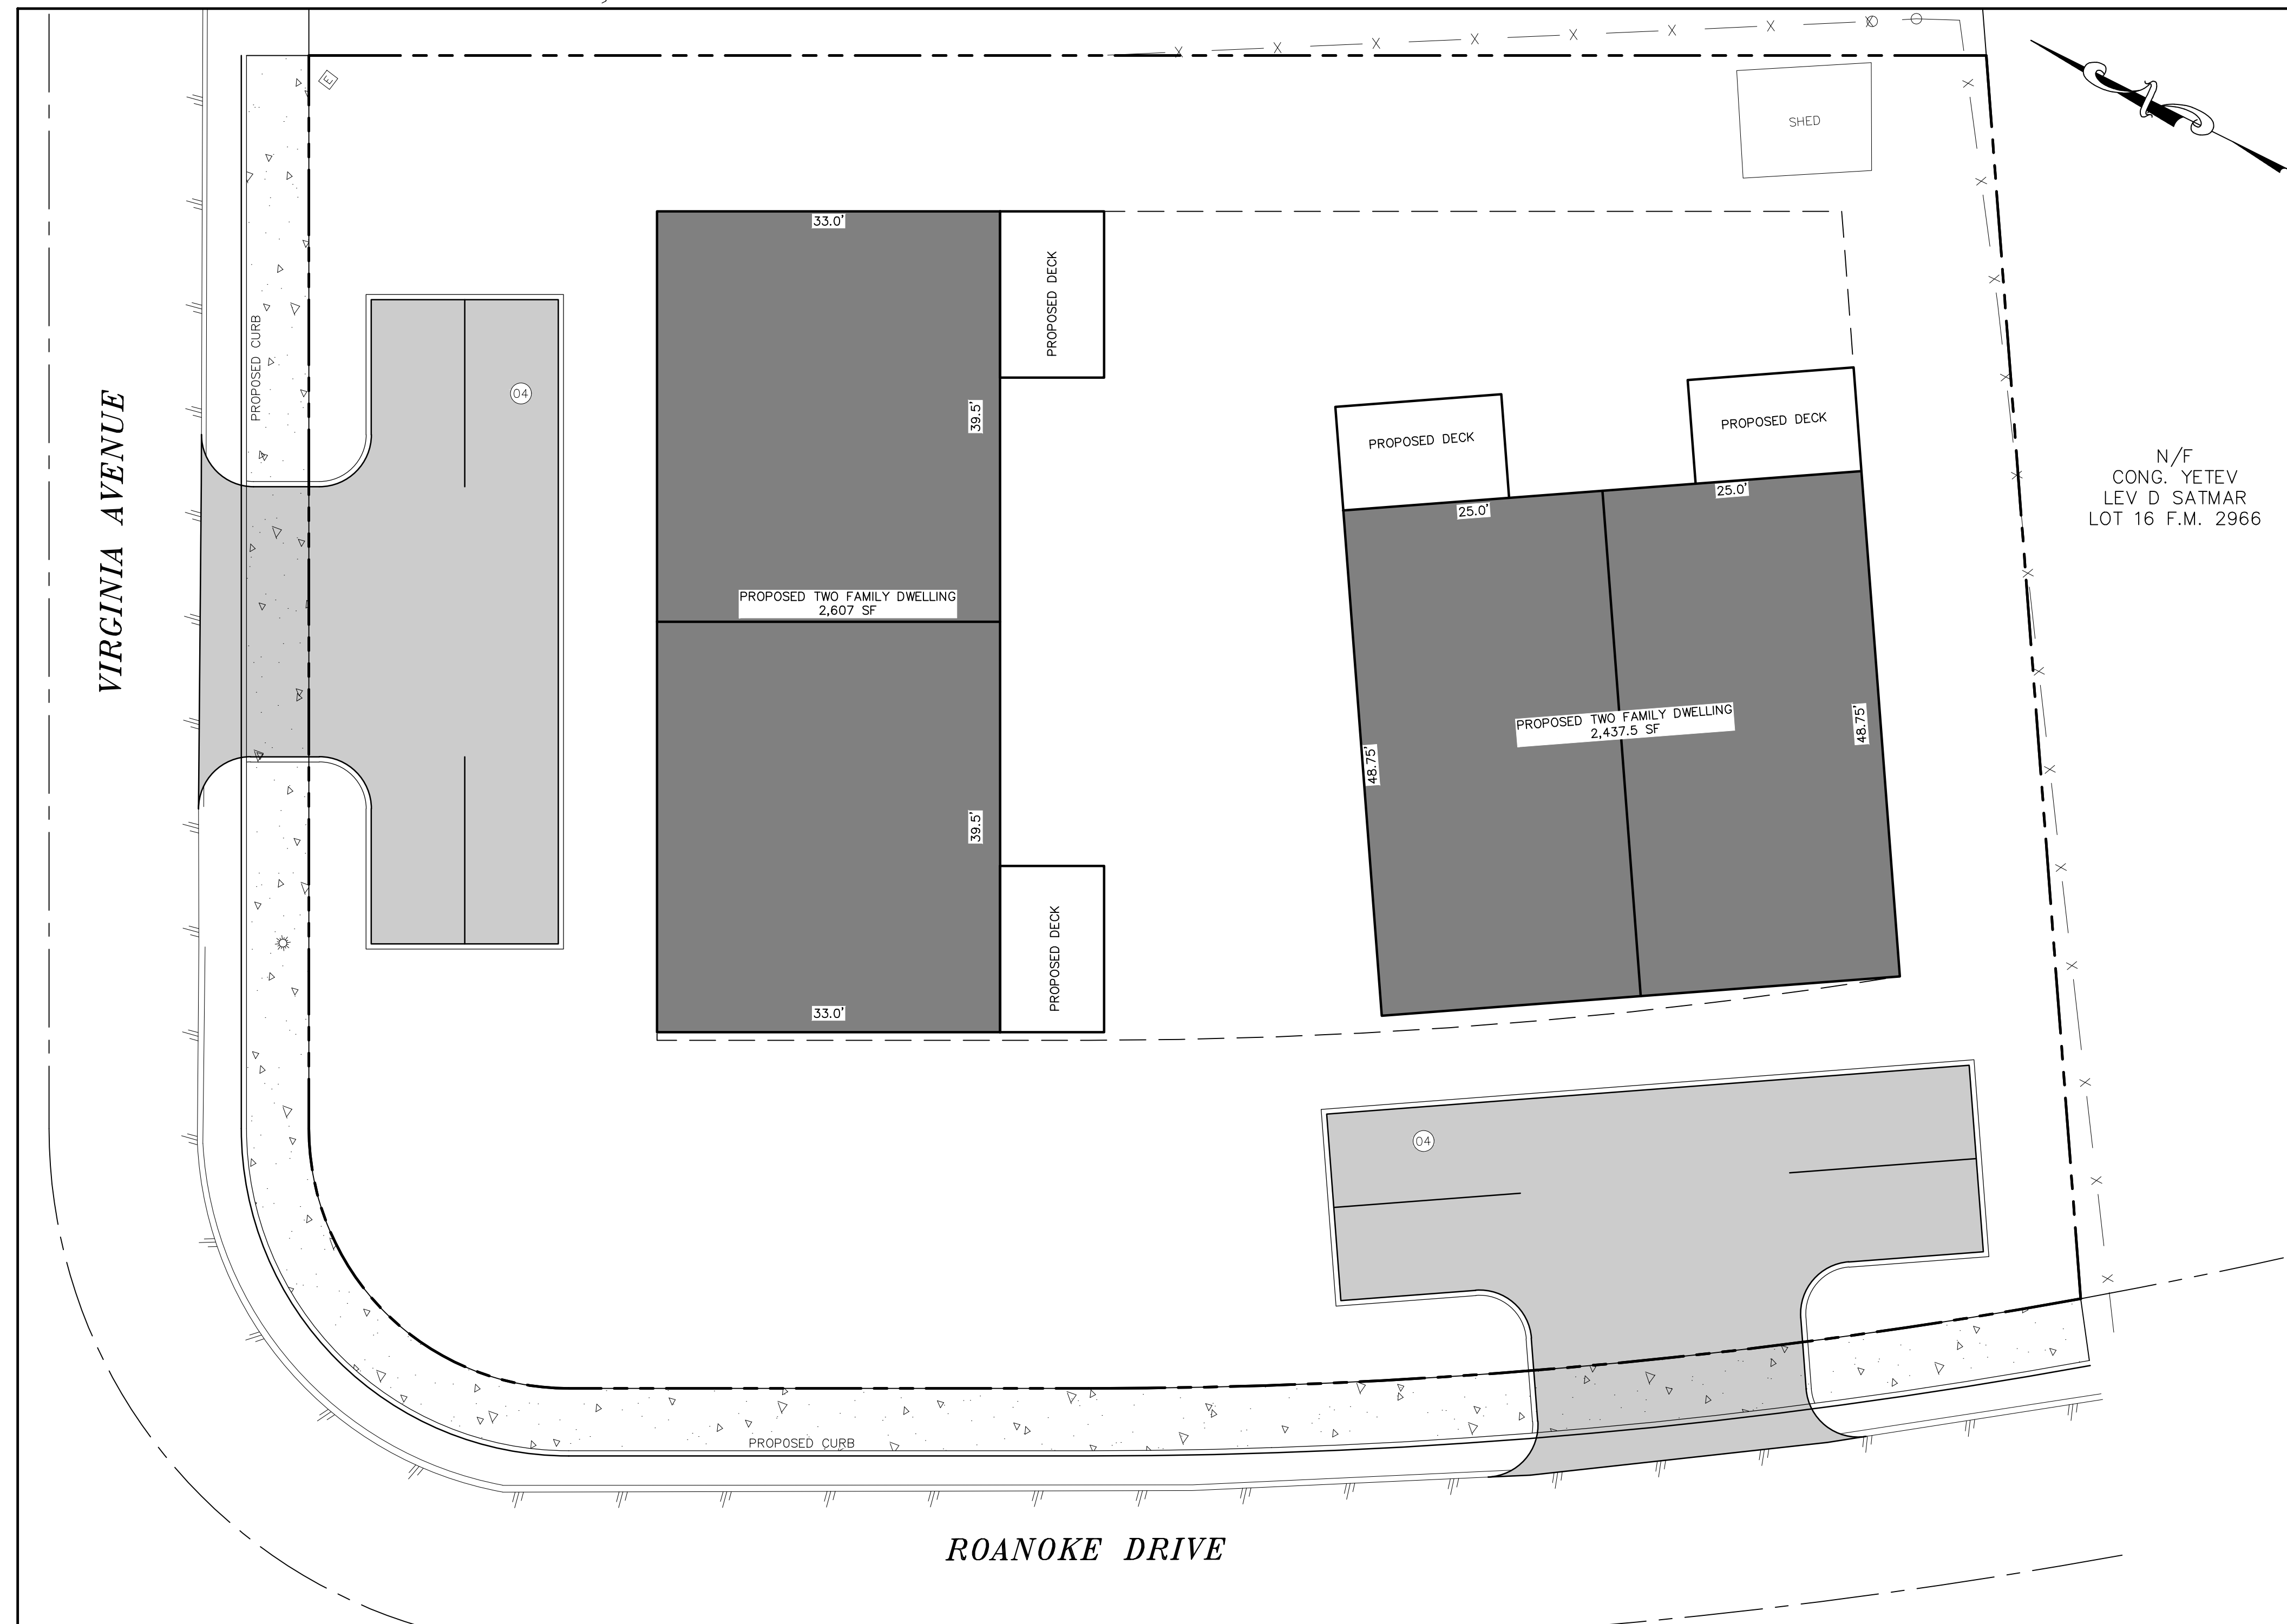 E
SHED
33.0'
PROPOSED DECK
PROPOSED CURB
04
39.5'
VIRGINIA AVENUE
PROPOSED DECK
PROPOSED DECK
N/F
CONG. YETEV
LEV D SATMAR
LOT 16 F.M. 2966
25.0'
25.0'
PROPOSED TWO FAMILY DWELLING
2,607 SF
PROPOSED TWO FAMILY DWELLING
2,437.5 SF
48.75'
48.75'
39.5'
PROPOSED DECK
33.0'
04
PROPOSED CURB
ROANOKE DRIVE